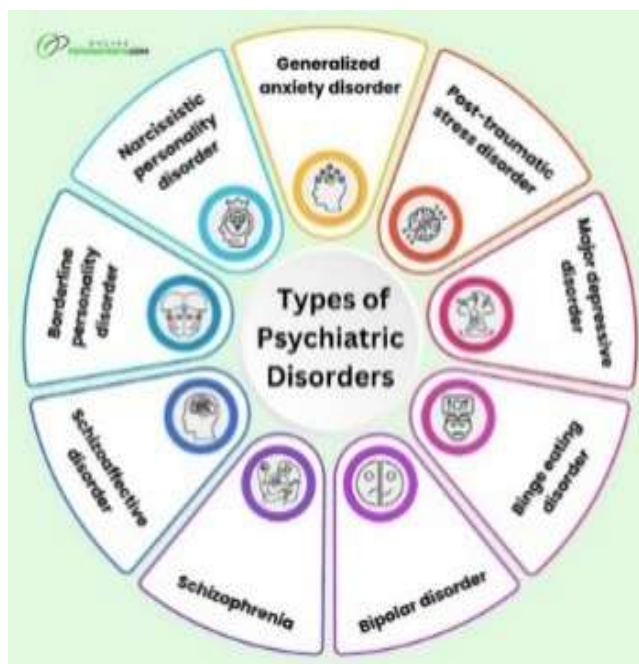 Generalized
anxiety disorder
Post-traumatic
stress disorder
Major depressive
disorder
Binge eating
disorder
Bipolar disorder
Schizophrenia
Schizoaffective
disorder
Borderline
personality
disorder
Narcissistic
personality
disorder
Types of
Psychiatric
Disorders